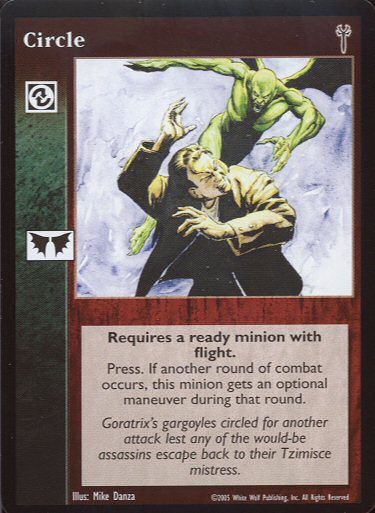 Circle
Requires a ready minion with
flight.
Press. If another round of combat
occurs, this minion gets an optional
maneuver during that round.
Goratrix's gargoyles circled for another
attack lest any of the would-be
assassins escape back to their Tzimisce
mistress.
Illus: Mike Danza
©2005 White Wolf Publishing, Inc. All Rights Reserved